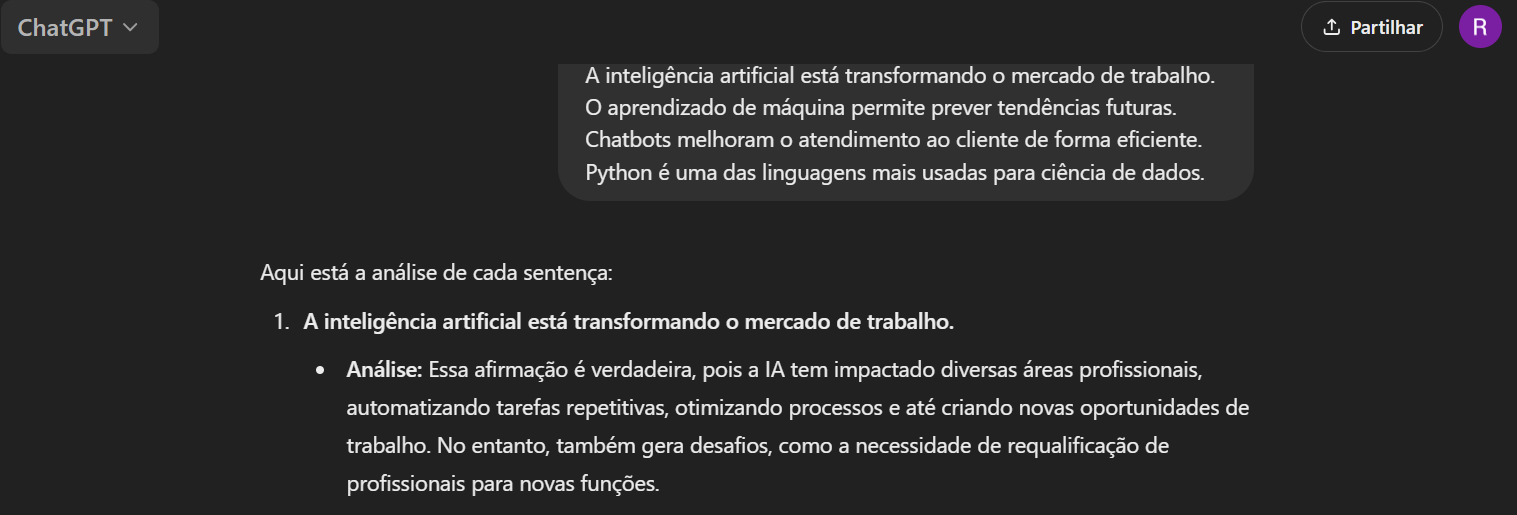 ChatGPT
Partilhar
R
A inteligência artificial está transformando o mercado de trabalho.
O aprendizado de máquina permite prever tendências futuras.
Chatbots melhoram o atendimento ao cliente de forma eficiente.
Python é uma das linguagens mais usadas para ciência de dados.
Aqui está a análise de cada sentença:
1. A inteligência artificial está transformando o mercado de trabalho.
• Análise: Essa afirmação é verdadeira, pois a IA tem impactado diversas áreas profissionais,
automatizando tarefas repetitivas, otimizando processos e até criando novas oportunidades de
trabalho. No entanto, também gera desafios, como a necessidade de requalificação de
profissionais para novas funções.